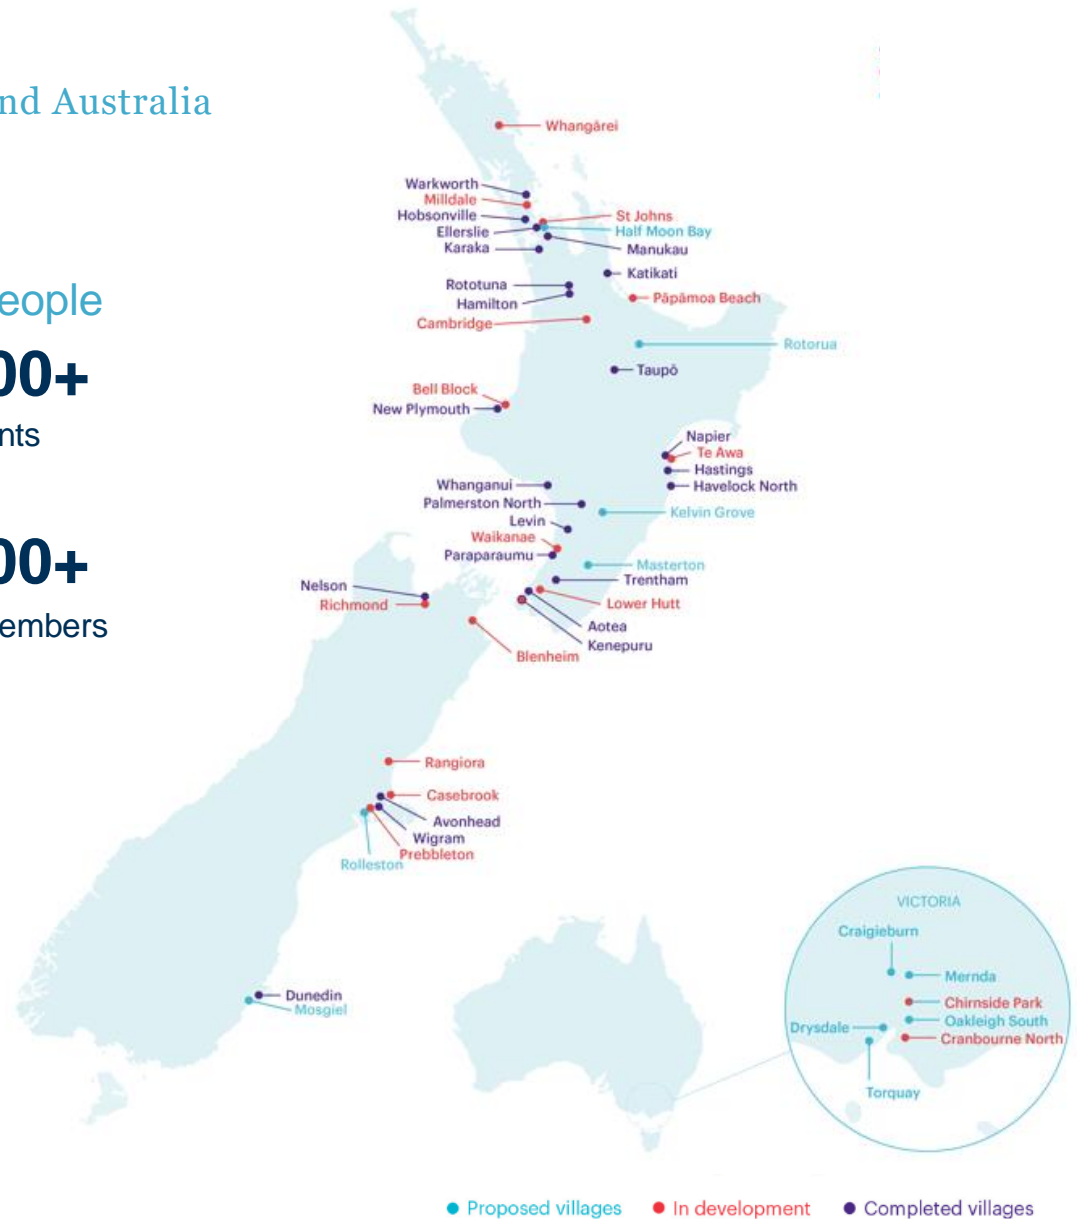 nd Australia
eople
00+
nts
00+
embers
Whangārei
Warkworth
Milldale
Hobsonville
Ellerslie
Karaka
St Johns
Half Moon Bay
Manukau
Katikati
Rototuna
Hamilton
Pāpāmoa Beach
Cambridge
Rotorua
Taupō
Bell Block
New Plymouth
Napier
Te Awa
Hastings
Havelock North
Whanganui
Palmerston North
Kelvin Grove
Levin
Waikanae
Paraparaumu
Masterton
Trentham
Nelson
Richmond
Lower Hutt
Aotea
Kenepuru
Blenheim
Rangiora
Casebrook
Avonhead
Wigram
Prebbleton
Rolleston
Dunedin
Mosgiel
VICTORIA
Craigieburn
Mernda
Chirnside Park
Oakleigh South
Drysdale
Cranbourne North
Torquay
Proposed villages
In development
Completed villages